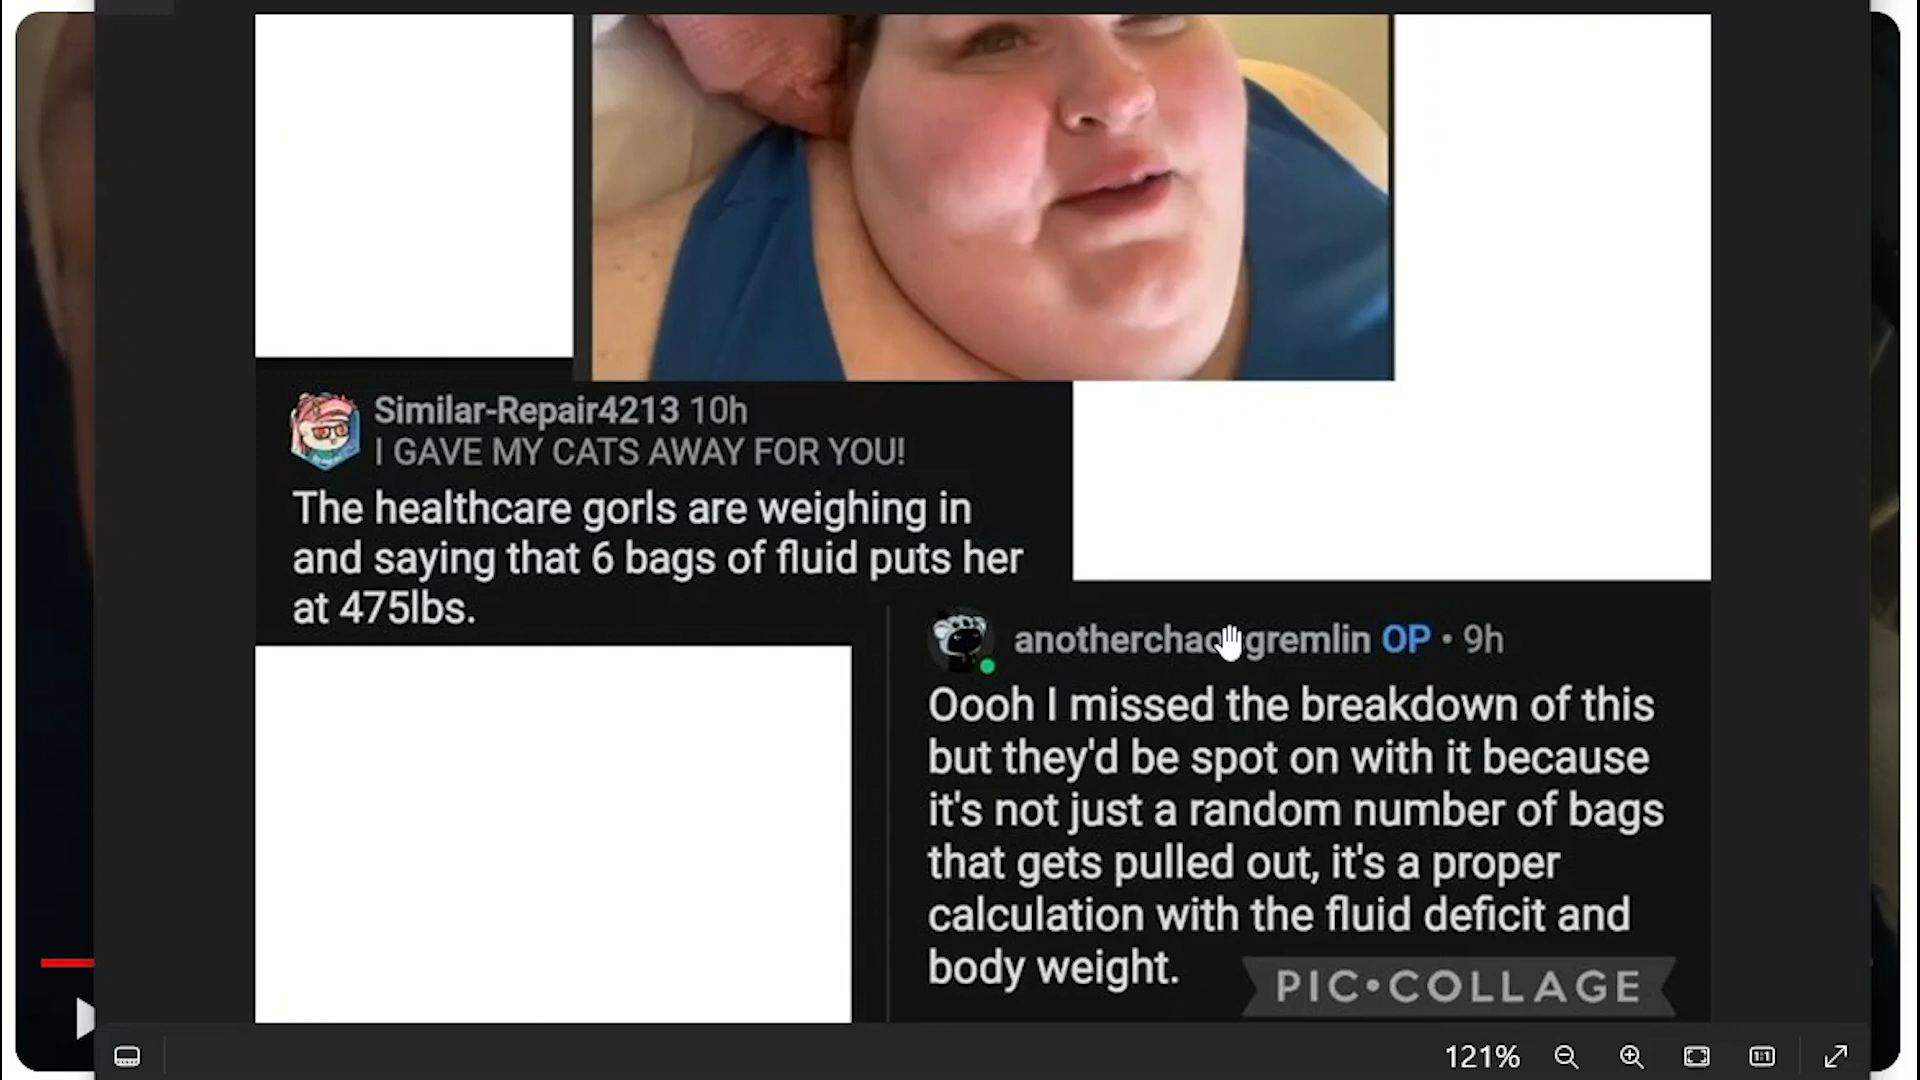 Similar-Repair4213 10h
I GAVE MY CATS AWAY FOR YOU!
The healthcare gorls are weighing in
and saying that 6 bags of fluid puts her
at 475lbs.
gremlin OP • 9h
Oooh I missed the breakdown of this
but they'd be spot on with it because
it's not just a random number of bags
that gets pulled out, it's a proper
calculation with the fluid deficit and
body weight.
PIC•COLLAGE
121%
1:1